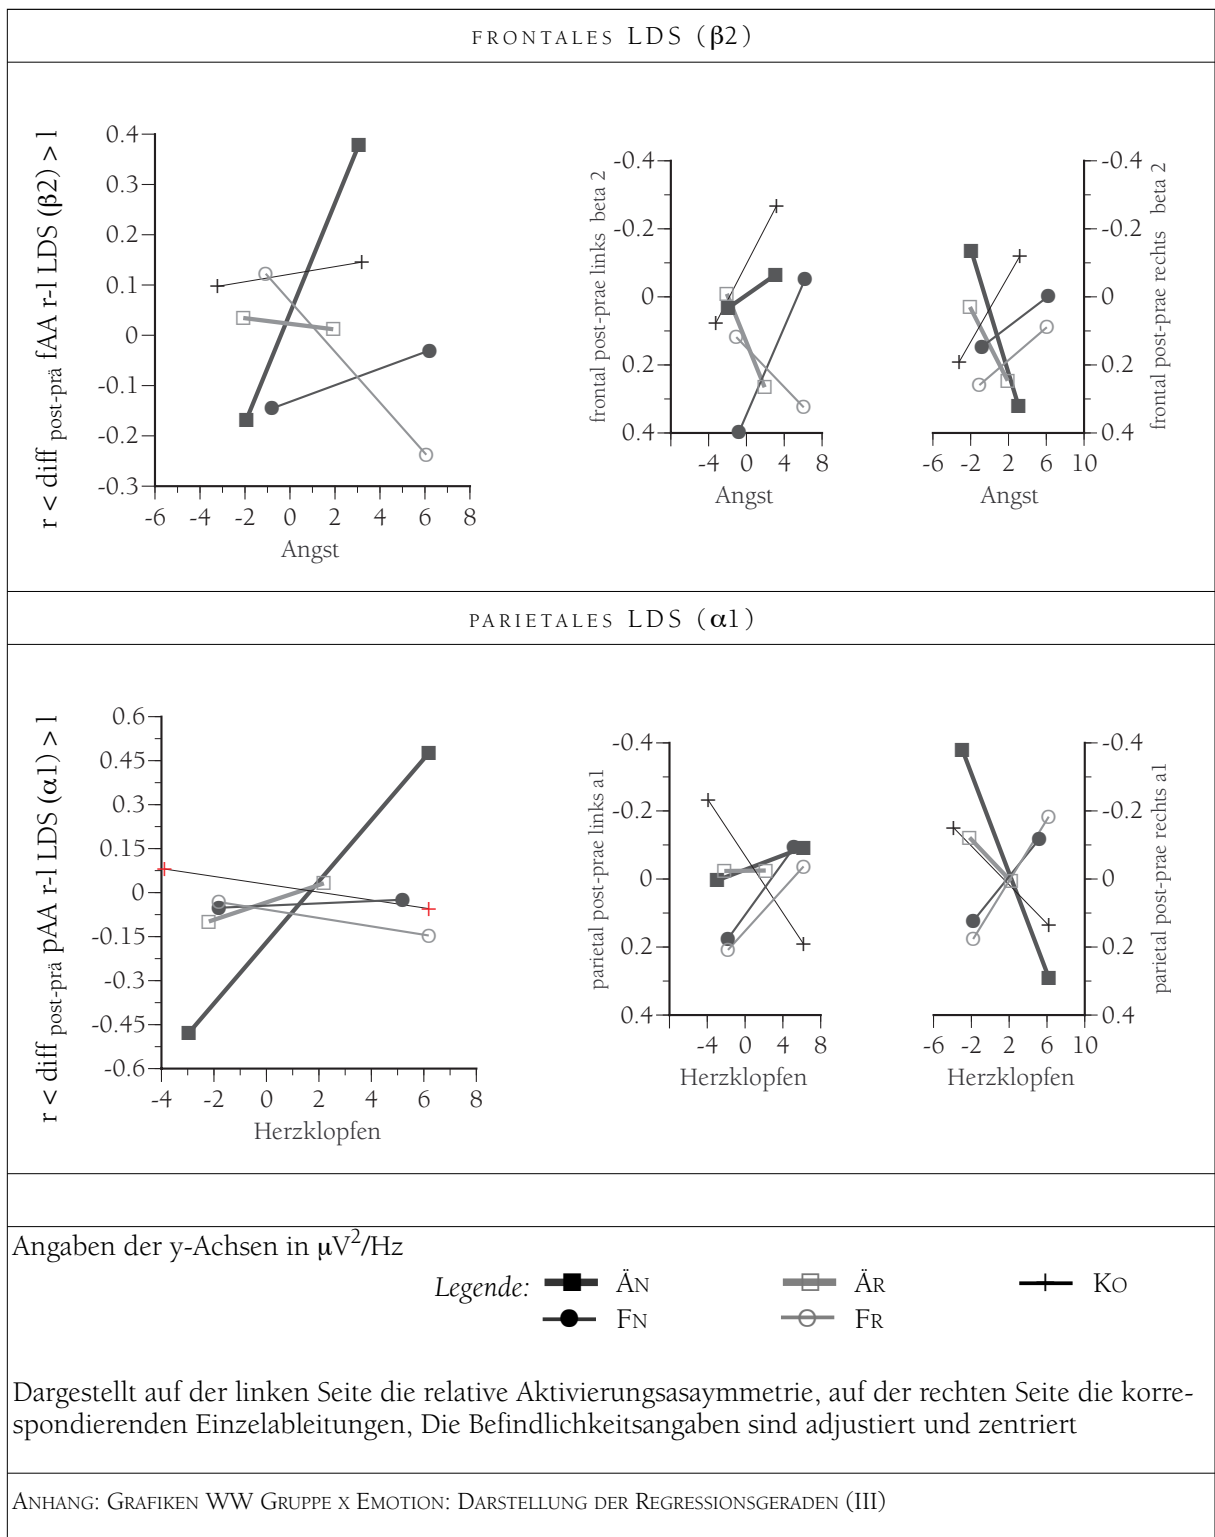 FRONTALES LDS (β2)
r < diff post-prä fAA r-l LDS (β2) > l
0.4
0.3
0.2
0.1
0
-0.1
-0.2
-0.3
-6 -4 -2 0 2 4 6 8
Angst
frontal post-prae links beta 2
-0.4
-0.2
0
0.2
0.4
-4 0 4 8
Angst
-0.4
-0.2
0
0.2
0.4
frontal post-prae rechts beta 2
-6 -2 2 6 10
Angst
PARIETALES LDS (α1)
r < diff post-prä pAA r-l LDS (α1) > l
0.6
0.45
0.3
0.15
0
-0.15
-0.3
-0.45
-0.6
-4 -2 0 2 4 6 8
Herzklopfen
parietal post-prae links a1
-0.4
-0.2
0
0.2
0.4
-4 0 4 8
Herzklopfen
-0.4
-0.2
0
0.2
0.4
parietal post-prae rechts a1
-6 -2 2 6 10
Herzklopfen
Angaben der y-Achsen in µV²/Hz
Legende: ÄN ÄR KO
FN FR
Dargestellt auf der linken Seite die relative Aktivierungsasaymmetrie, auf der rechten Seite die korre-
spondierenden Einzelableitungen, Die Befindlichkeitsangaben sind adjustiert und zentriert
ANHANG: GRAFIKEN WW GRUPPE X EMOTION: DARSTELLUNG DER REGRESSIONSGERADEN (III)